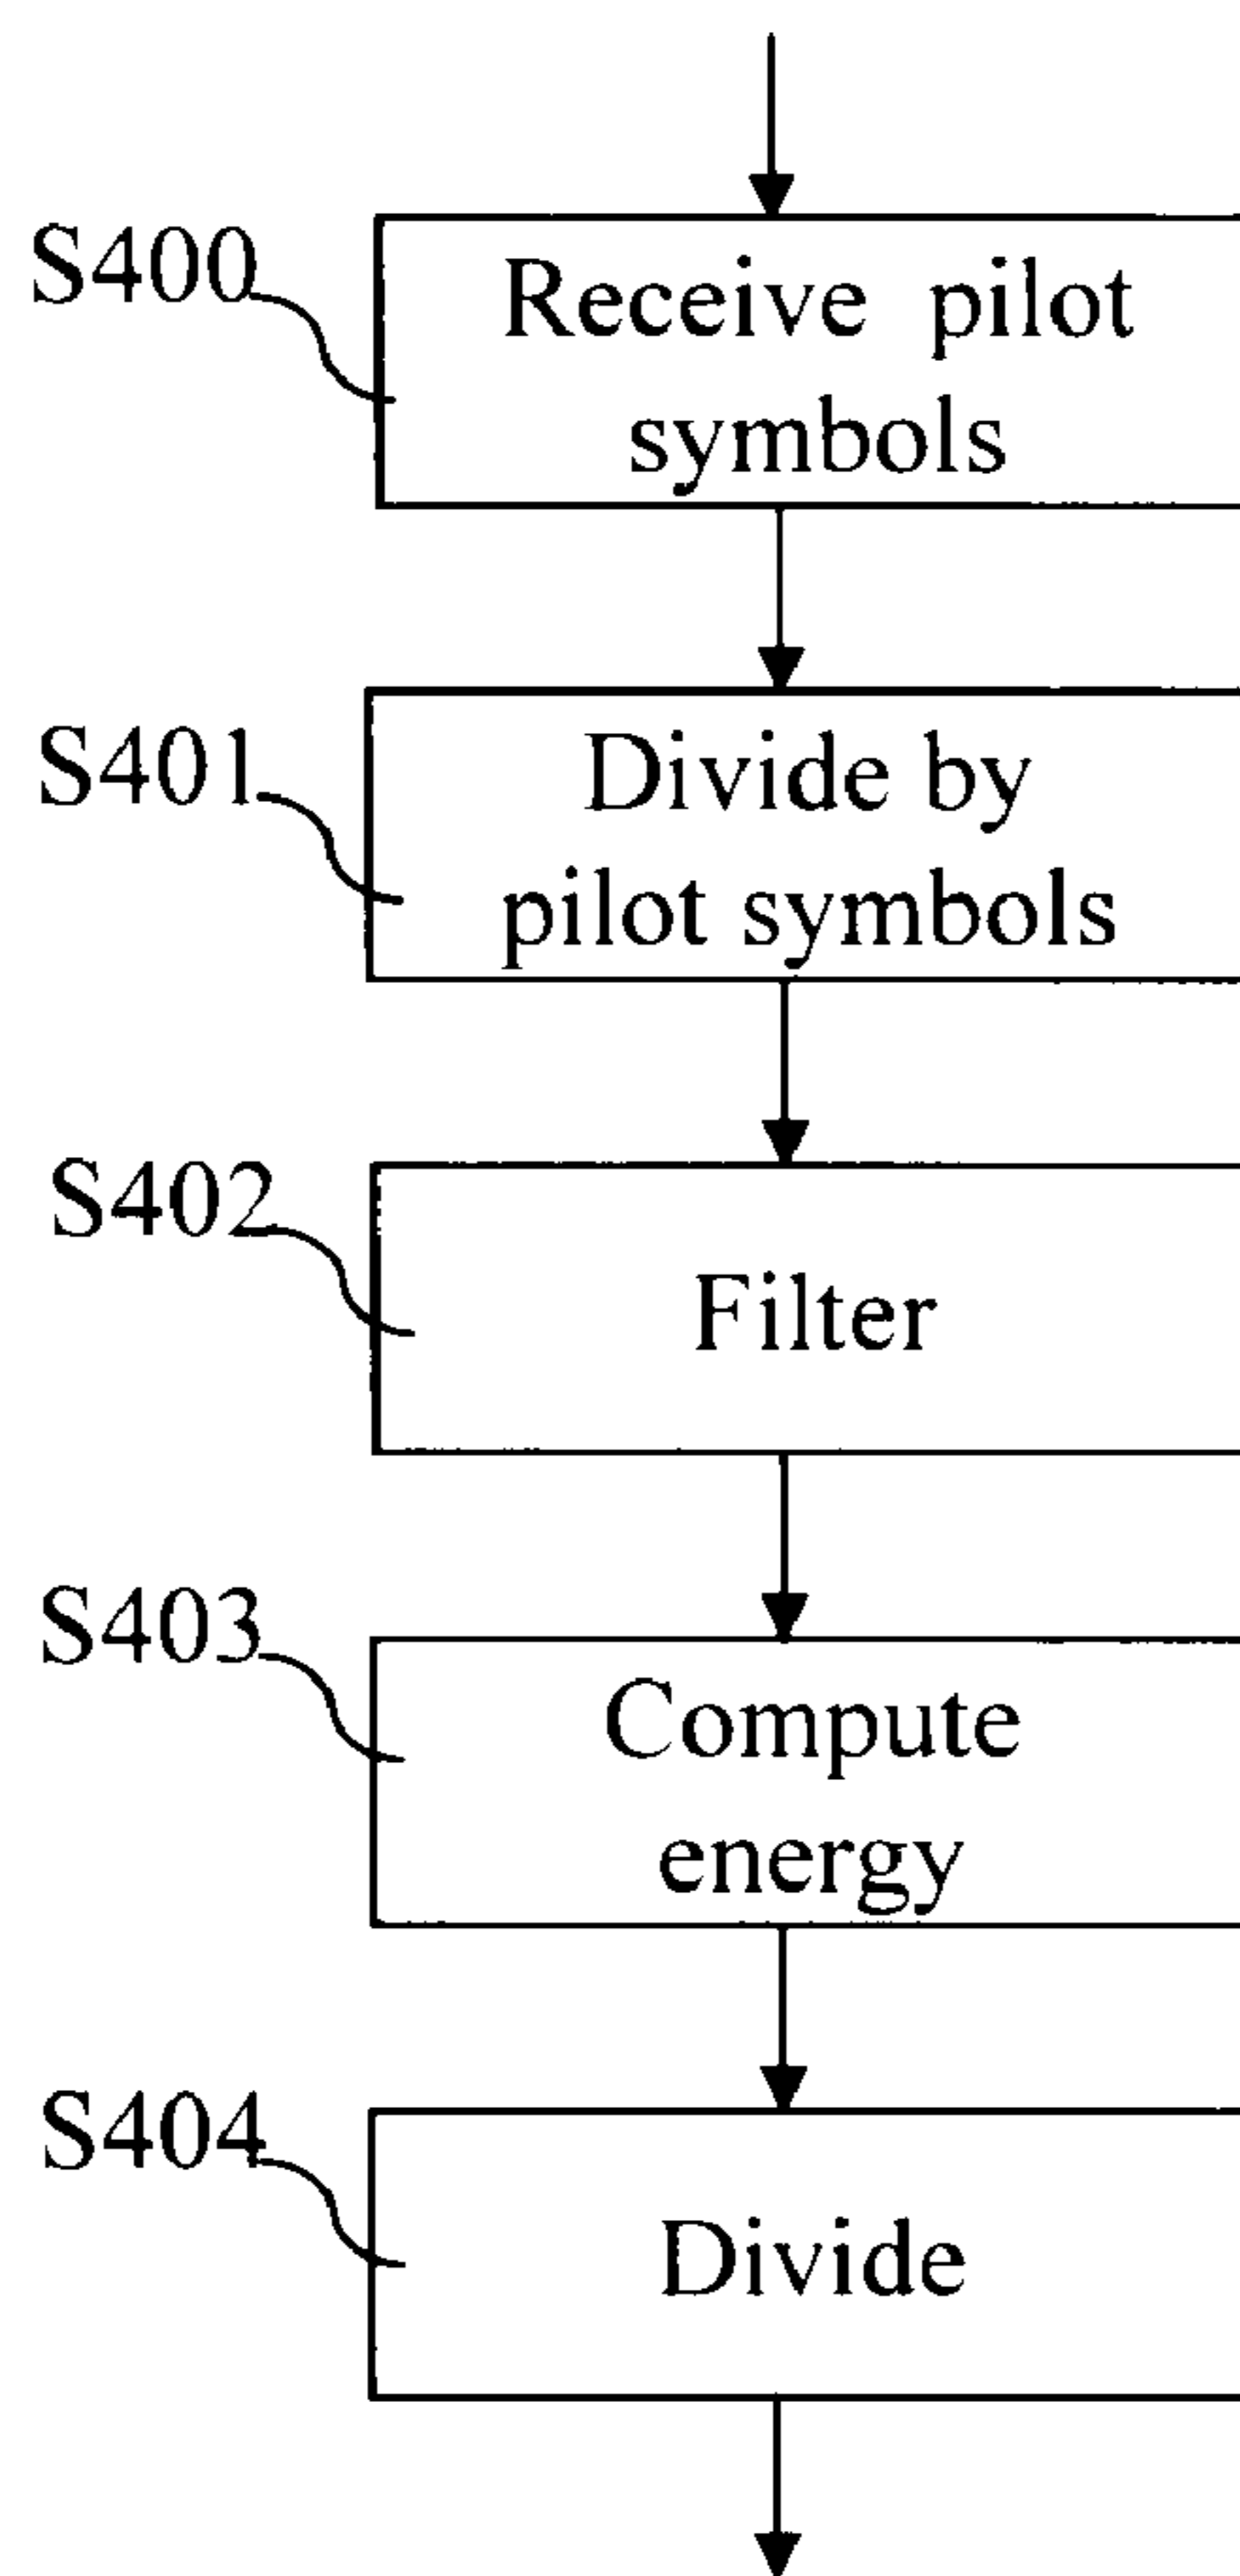 S400
Receive pilot
symbols
S401
Divide by
pilot symbols
S402
Filter
S403
Compute
energy
S404
Divide